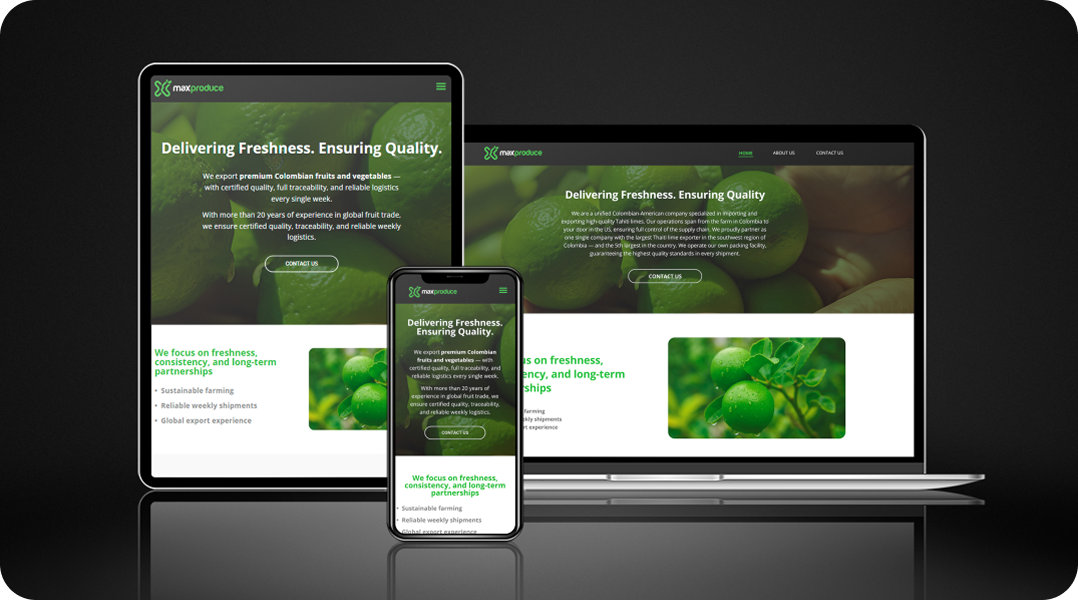 maxproduce
Delivering Freshness. Ensuring Quality.
We export premium Colombian fruits and vegetables —
with certified quality, full traceability, and reliable logistics
every single week.
With more than 20 years of experience in global fruit trade,
we ensure certified quality, traceability, and reliable weekly
logistics.
CONTACT US
We focus on freshness,
consistency, and long-term
partnerships
• Sustainable farming
• Reliable weekly shipments
• Global export experience
maxproduce
Delivering Freshness.
Ensuring Quality.
We export premium Colombian
fruits and vegetables — with
certified quality, full traceability, and
reliable logistics every single week.
With more than 20 years of
experience in global fruit trade, we
ensure certified quality, traceability,
and reliable weekly logistics.
CONTACT US
We focus on freshness,
consistency, and long-term
partnerships
• Sustainable farming
• Reliable weekly shipments
• Global export experience
maxproduce
HOME ABOUT US CONTACT US
Delivering Freshness. Ensuring Quality
We are a unified Colombian-American company specialized in importing and
exporting high-quality Tahiti limes. Our operations span from the farm in Colombia to
your door in the US, ensuring full control of the supply chain. We proudly partner as
one single company with the largest Thaiti lime exporter in the southwest region of
Colombia — and the 5th largest in the country. We operate our own packing facility,
guaranteeing the highest quality standards in every shipment.
CONTACT US
us on freshness,
ency, and long-term
rships
farming
ekly shipments
ort experience